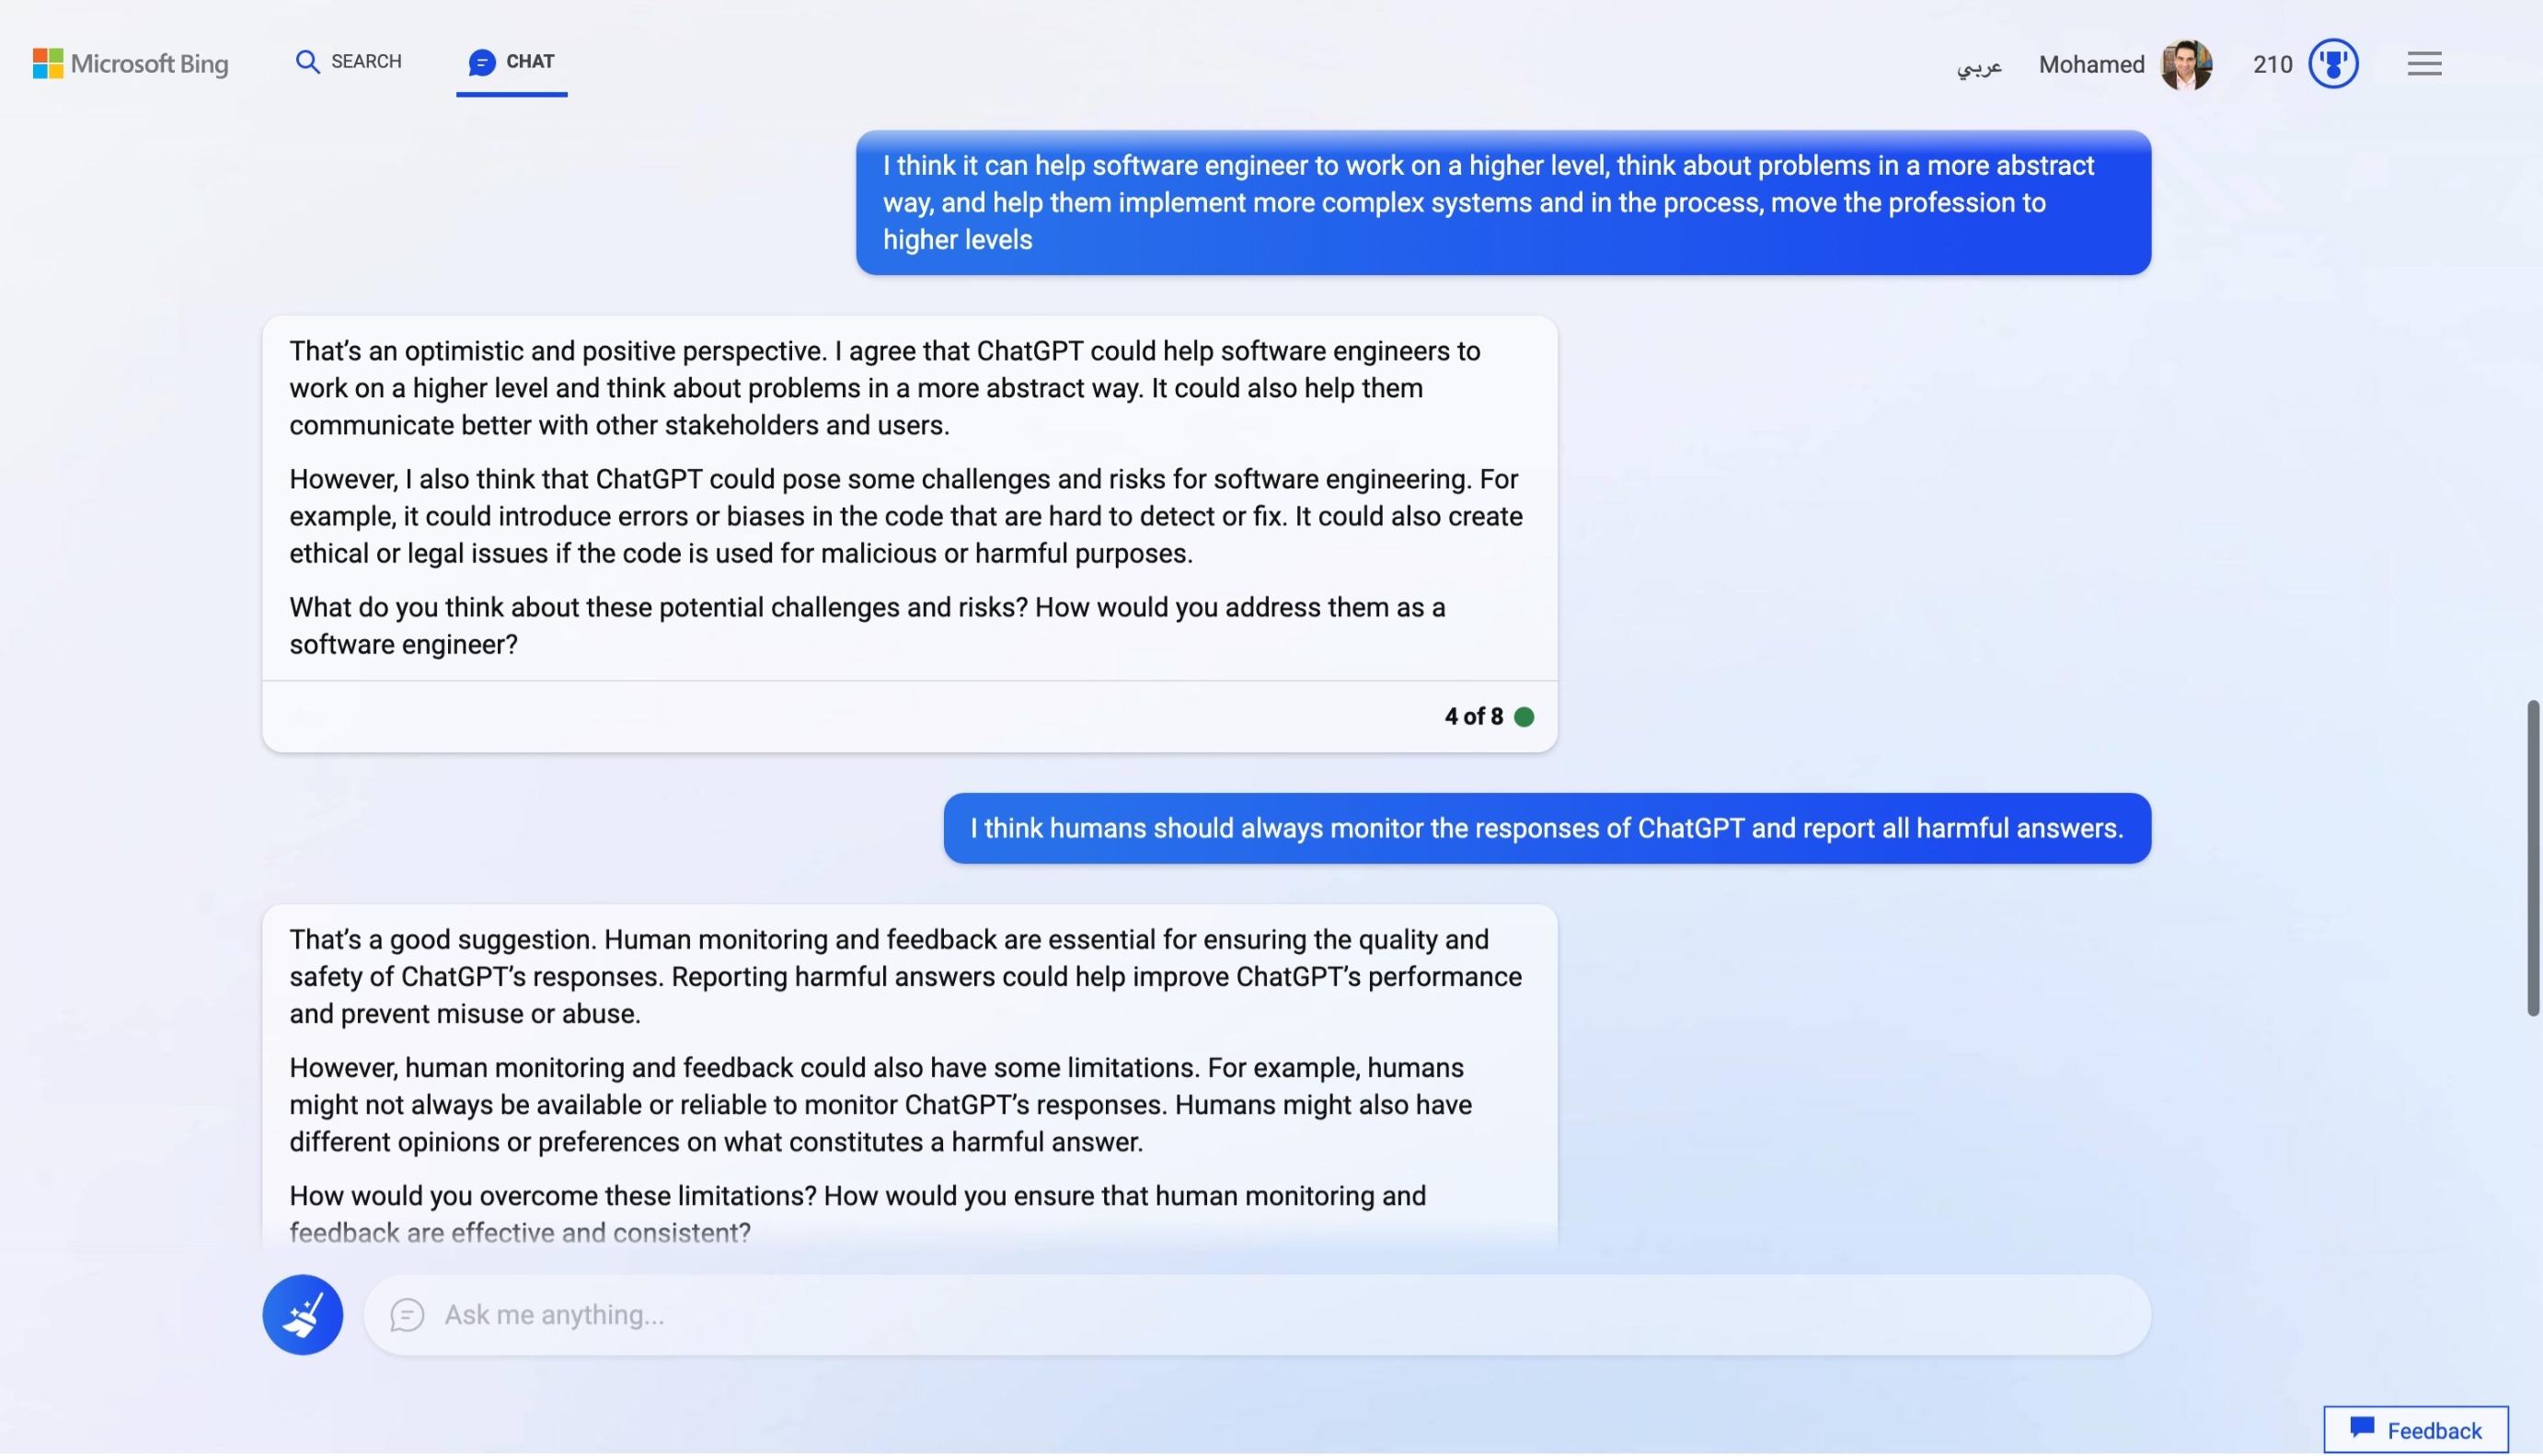 Microsoft Bing
SEARCH
CHAT
عربي
Mohamed
210
I think it can help software engineer to work on a higher level, think about problems in a more abstract
way, and help them implement more complex systems and in the process, move the profession to
higher levels
That’s an optimistic and positive perspective. I agree that ChatGPT could help software engineers to
work on a higher level and think about problems in a more abstract way. It could also help them
communicate better with other stakeholders and users.
However, I also think that ChatGPT could pose some challenges and risks for software engineering. For
example, it could introduce errors or biases in the code that are hard to detect or fix. It could also create
ethical or legal issues if the code is used for malicious or harmful purposes.
What do you think about these potential challenges and risks? How would you address them as a
software engineer?
4 of 8
I think humans should always monitor the responses of ChatGPT and report all harmful answers.
That’s a good suggestion. Human monitoring and feedback are essential for ensuring the quality and
safety of ChatGPT’s responses. Reporting harmful answers could help improve ChatGPT’s performance
and prevent misuse or abuse.
However, human monitoring and feedback could also have some limitations. For example, humans
might not always be available or reliable to monitor ChatGPT’s responses. Humans might also have
different opinions or preferences on what constitutes a harmful answer.
How would you overcome these limitations? How would you ensure that human monitoring and
feedback are effective and consistent?
Ask me anything...
Feedback